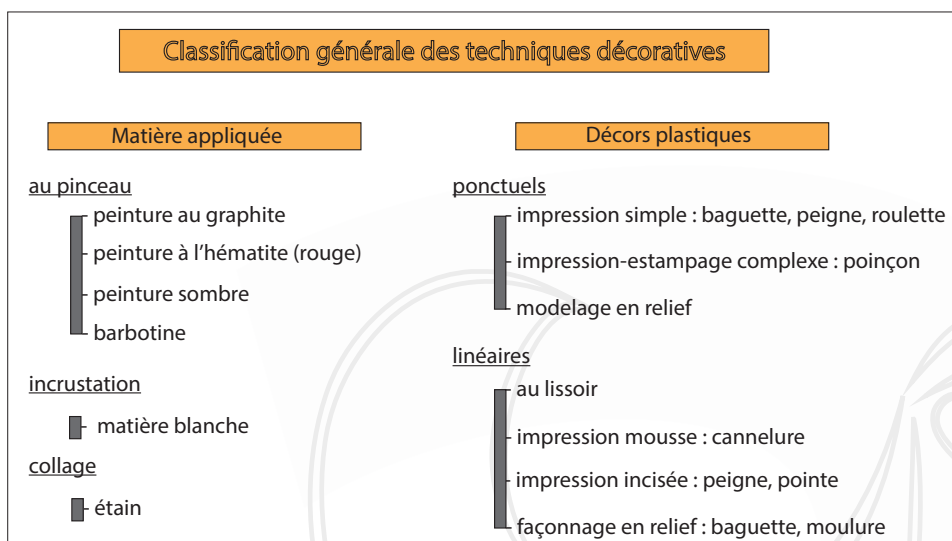 Classification générale des techniques décoratives
Matière appliquée
au pinceau
peinture au graphite
peinture à l'hématite (rouge)
peinture sombre
barbotine
incrustation
matière blanche
collage
étain
Décors plastiques
ponctuels
impression simple : baguette, peigne, roulette
impression-estampage complexe : poinçon
modelage en relief
linéaires
au lissoir
impression mousse : cannelure
impression incisée : peigne, pointe
façonnage en relief : baguette, moulure